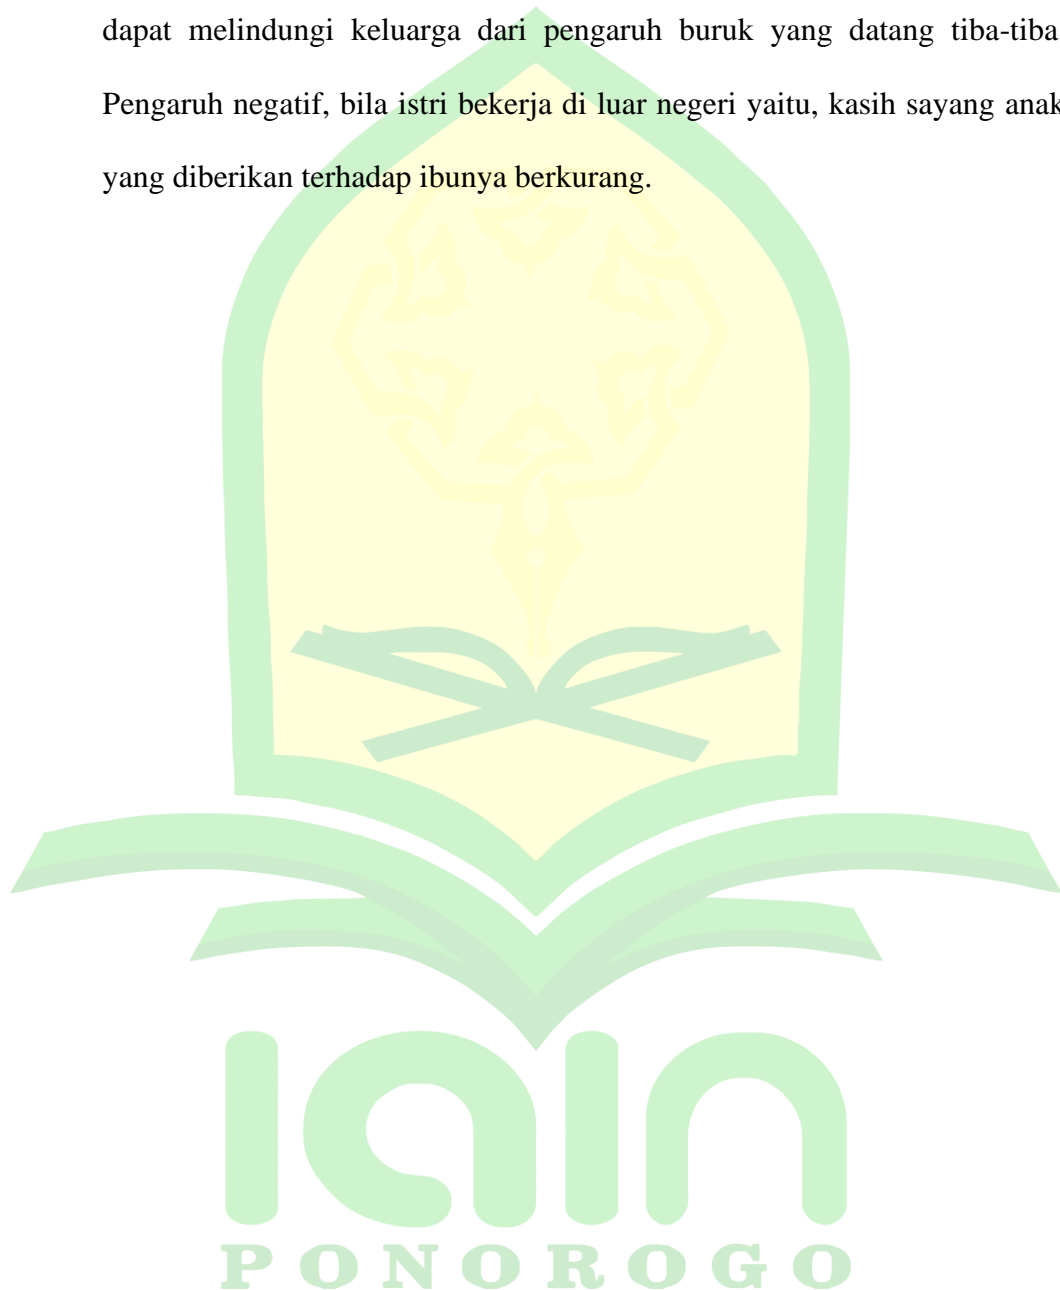 dapat melindungi keluarga dari pengaruh buruk yang datang tiba-tiba
Pengaruh negatif, bila istri bekerja di luar negeri yaitu, kasih sayang anak
yang diberikan terhadap ibunya berkurang.
iain
PONOROGO